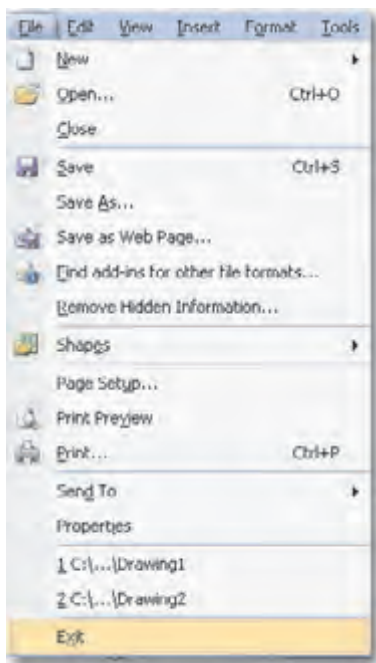 File Edit View Insert Format Tools
New
Open... Ctrl+O
Close
Save Ctrl+S
Save As...
Save as Web Page...
Find add-ins for other file formats...
Remove Hidden Information...
Shapes
Page Setup...
Print Preview
Print... Ctrl+P
Send To
Properties
1 C:\...\Drawing1
2 C:\...\Drawing2
Exit